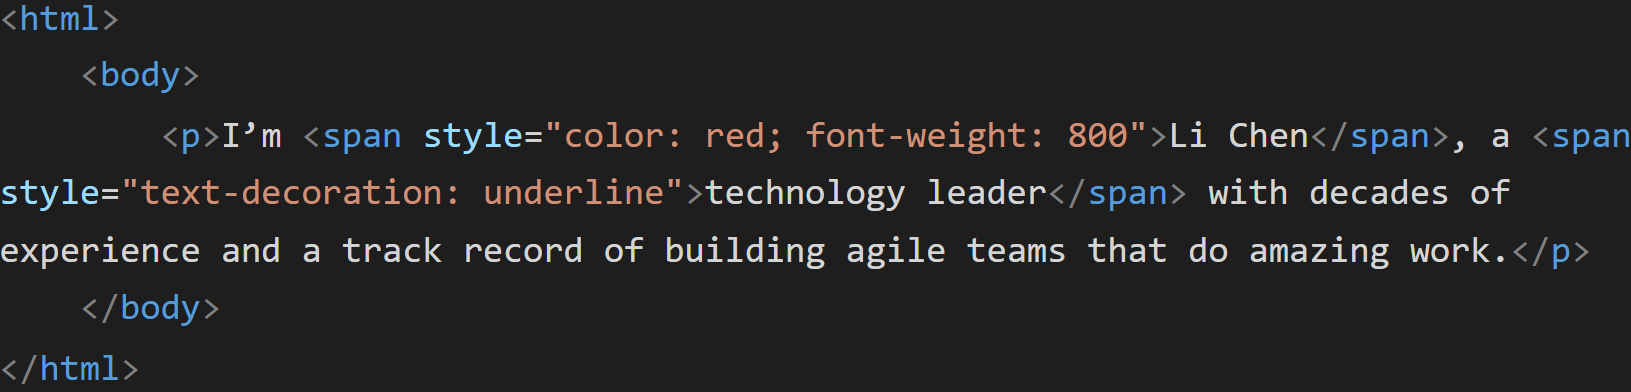 <html>
<body>
<p>I’m <span style="color: red; font-weight: 800">Li Chen</span>, a <span
style="text-decoration: underline">technology leader</span> with decades of
experience and a track record of building agile teams that do amazing work.</p>
</body>
</html>